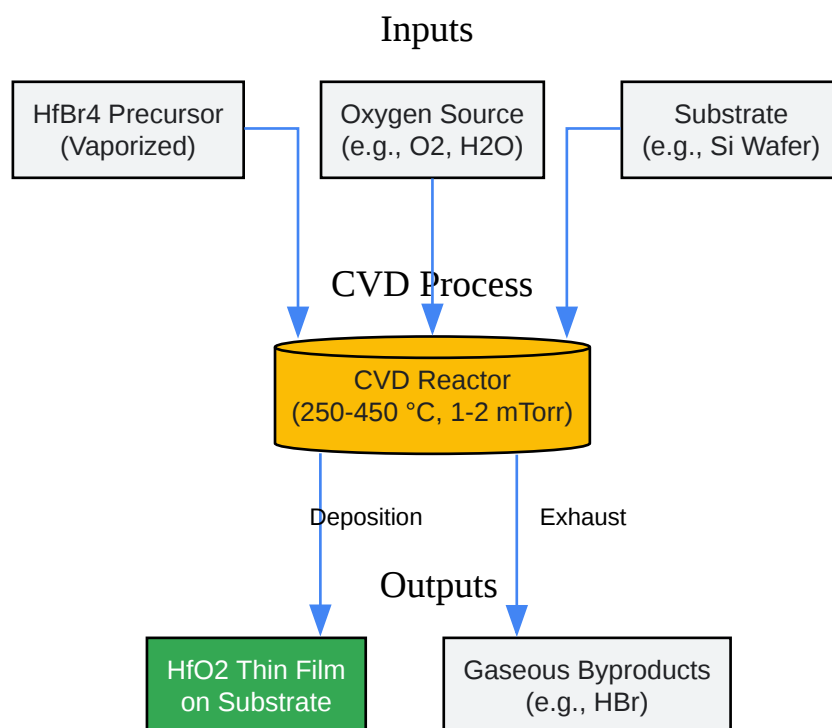 Inputs
HfBr4 Precursor
(Vaporized)
Oxygen Source
(e.g., O2, H2O)
Substrate
(e.g., Si Wafer)
CVD Process
CVD Reactor
(250-450 °C, 1-2 mTorr)
Deposition
Exhaust
Outputs
HfO2 Thin Film
on Substrate
Gaseous Byproducts
(e.g., HBr)